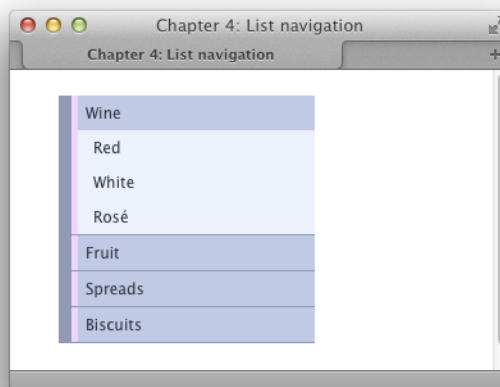 Chapter 4: List navigation
Chapter 4: List navigation
Wine
Red
White
Rosé
Fruit
Spreads
Biscuits